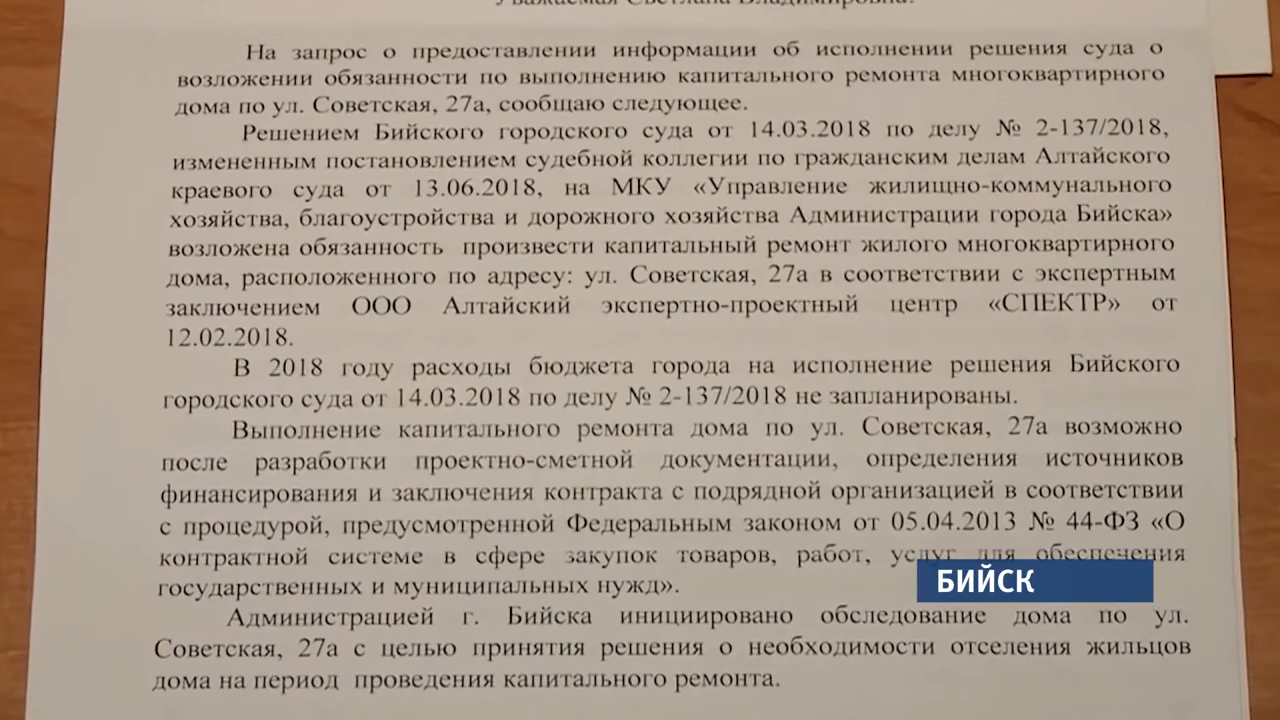 Уважаемая Светлана Владимировна!
На запрос о предоставлении информации об исполнении решения суда о
возложении обязанности по выполнению капитального ремонта многоквартирного
дома по ул. Советская, 27а, сообщаю следующее.
Решением Бийского городского суда от 14.03.2018 по делу № 2-137/2018,
измененным постановлением судебной коллегии по гражданским делам Алтайского
краевого суда от 13.06.2018, на МКУ «Управление жилищно-коммунального
хозяйства, благоустройства и дорожного хозяйства Администрации города Бийска»
возложена обязанность произвести капитальный ремонт жилого многоквартирного
дома, расположенного по адресу: ул. Советская, 27а в соответствии с экспертным
заключением ООО Алтайский экспертно-проектный центр «СПЕКТР» от
12.02.2018.
В 2018 году расходы бюджета города на исполнение решения Бийского
городского суда от 14.03.2018 по делу № 2-137/2018 не запланированы.
Выполнение капитального ремонта дома по ул. Советская, 27а возможно
после разработки проектно-сметной документации, определения источников
финансирования и заключения контракта с подрядной организацией в соответствии
с процедурой, предусмотренной Федеральным законом от 05.04.2013 № 44-ФЗ «О
контрактной системе в сфере закупок товаров, работ, услуг для обеспечения
государственных и муниципальных нужд».
БИЙСК
Администрацией г. Бийска инициировано обследование дома по ул.
Советская, 27а с целью принятия решения о необходимости отселения жильцов
дома на период проведения капитального ремонта.